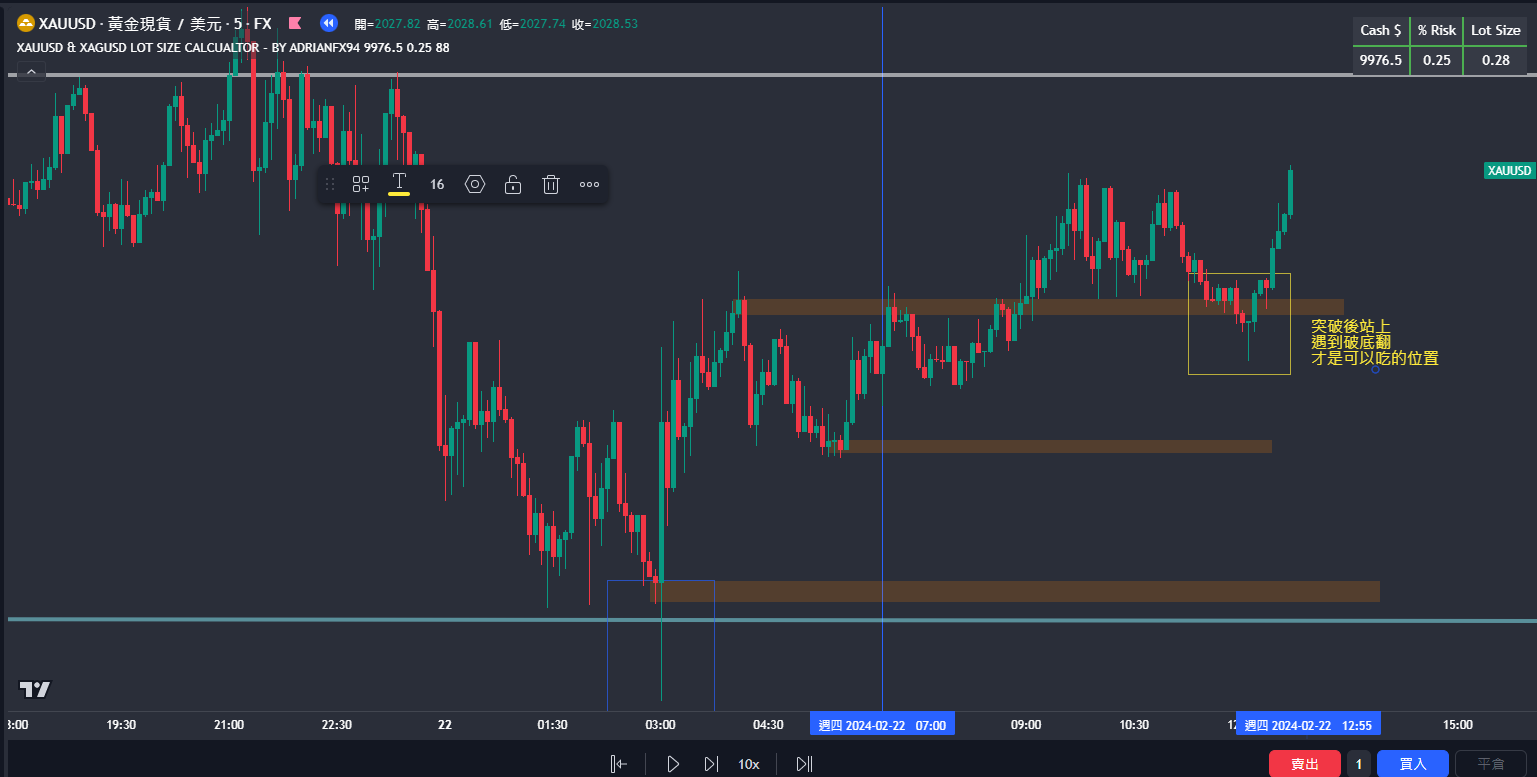 XAUUSD · 黃金現貨 / 美元 · 5 · FX 開=2027.82 高=2028.61 低=2027.74 收=2028.53
XAUUSD & XAGUSD LOT SIZE CALCUALTOR - BY ADRIANFX94 9976.5 0.25 88
Cash $ % Risk Lot Size
9976.5 0.25 0.28
XAUUSD
16
突破後站上
遇到破底翻
才是可以吃的位置
3:00 19:30 21:00 22:30 22 01:30 03:00 04:30 週四 2024-02-22 07:00 09:00 10:30 週四 2024-02-22 12:55 15:00
10x
賣出 1 買入 平倉